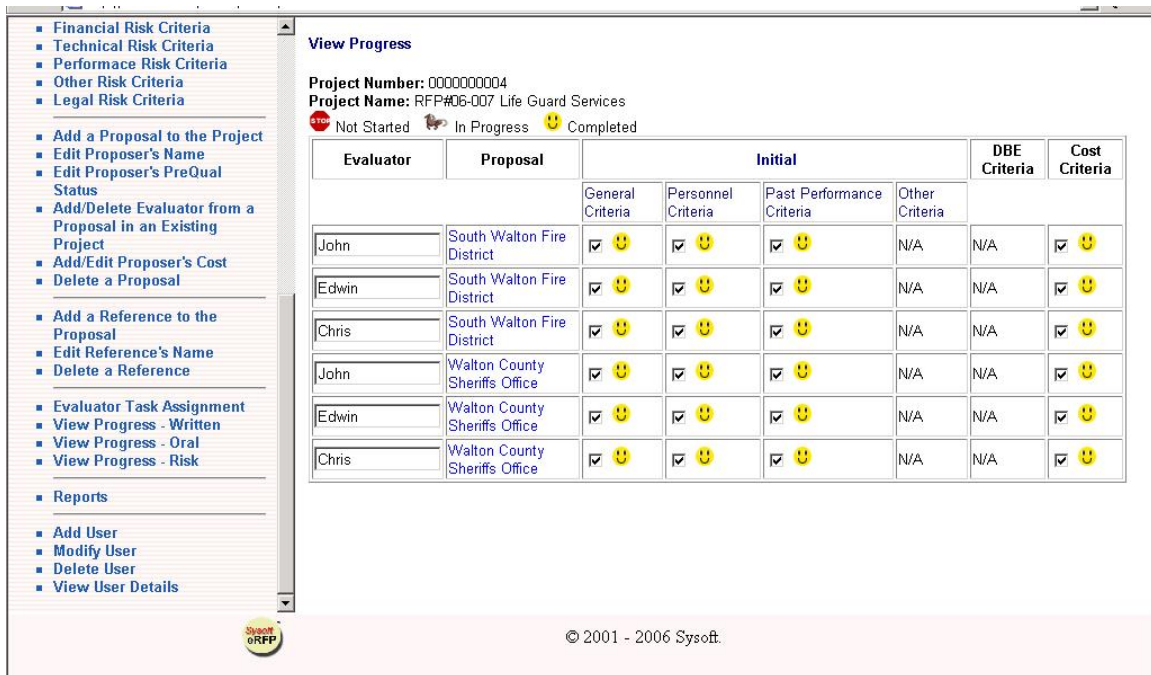 Financial Risk Criteria
Technical Risk Criteria
Performace Risk Criteria
Other Risk Criteria
Legal Risk Criteria
Add a Proposal to the Project
Edit Proposer's Name
Edit Proposer's PreQual
Status
Add/Delete Evaluator from a
Proposal in an Existing
Project
Add/Edit Proposer's Cost
Delete a Proposal
Add a Reference to the
Proposal
Edit Reference's Name
Delete a Reference
Evaluator Task Assignment
View Progress - Written
View Progress - Oral
View Progress - Risk
Reports
Add User
Modify User
Delete User
View User Details
View Progress
Project Number: 0000000004
Project Name: RFP#06-007 Life Guard Services
STOP Not Started In Progress Completed
Evaluator Proposal Initial DBE Criteria Cost Criteria
General Criteria Personnel Criteria Past Performance Criteria Other Criteria
John South Walton Fire District N/A N/A
Edwin South Walton Fire District N/A N/A
Chris South Walton Fire District N/A N/A
John Walton County Sheriffs Office N/A N/A
Edwin Walton County Sheriffs Office N/A N/A
Chris Walton County Sheriffs Office N/A N/A
Sysoft
eRFP
© 2001 - 2006 Sysoft.